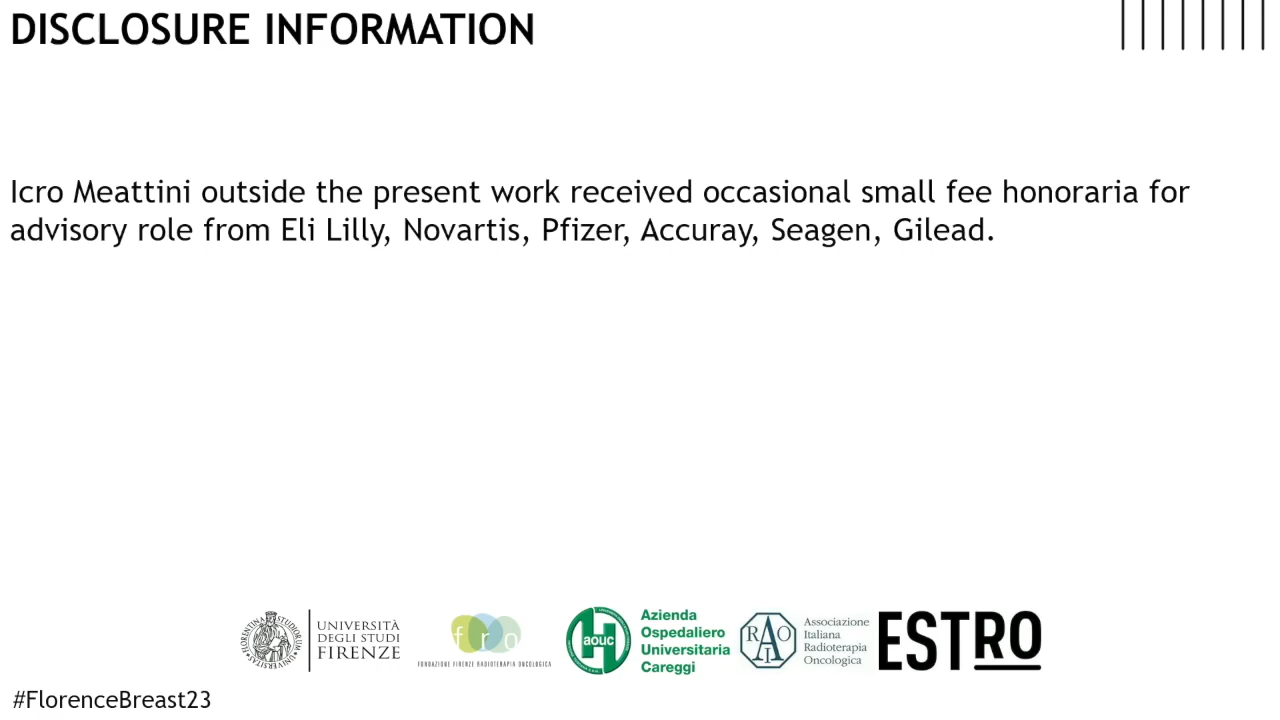 DISCLOSURE INFORMATION
Icro Meattini outside the present work received occasional small fee honoraria for
advisory role from Eli Lilly, Novartis, Pfizer, Accuray, Seagen, Gilead.
UNIVERSITÀ
DEGLI STUDI
FIRENZE
fro
FONDAZIONE FIRENZE RADIOTERAPIA ONCOLOGICA
aouc
Azienda
Ospedaliero
Universitaria
Careggi
RAO
I
Associazione
Italiana
Radioterapia
Oncologica
ESTRO
#FlorenceBreast23